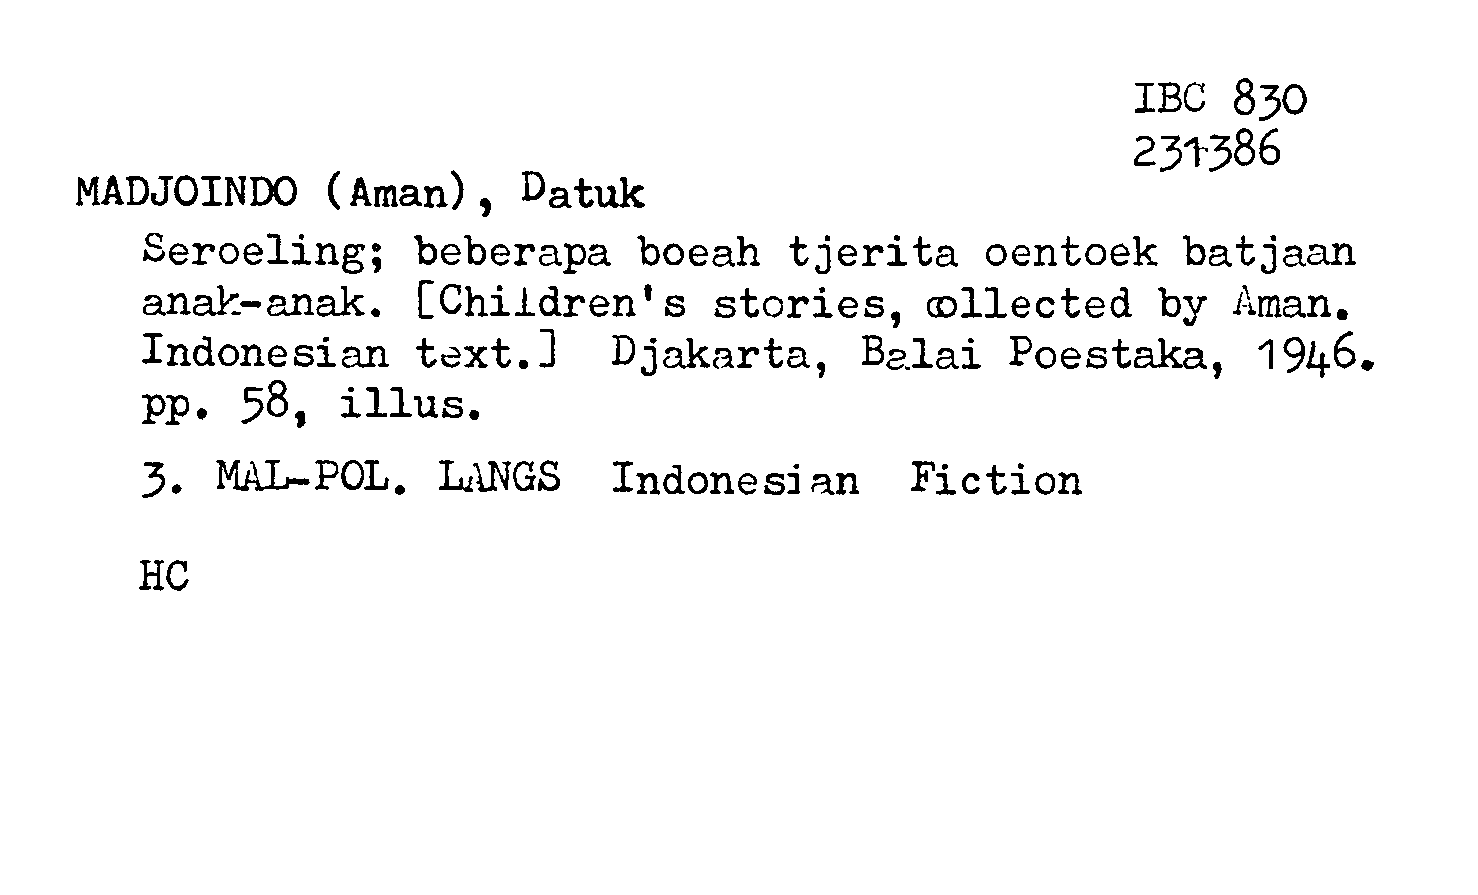 IBC 830
231386
MADJOINDO (Aman), Datuk
Seroeling; beberapa boeah tjerita oentoek batjaan
anak-anak. [Children's stories, collected by Aman.
Indonesian text.] Djakarta, Balai Poestaka, 1946.
pp. 58, illus.
3. MAL-POL. LANGS Indonesian Fiction
HC